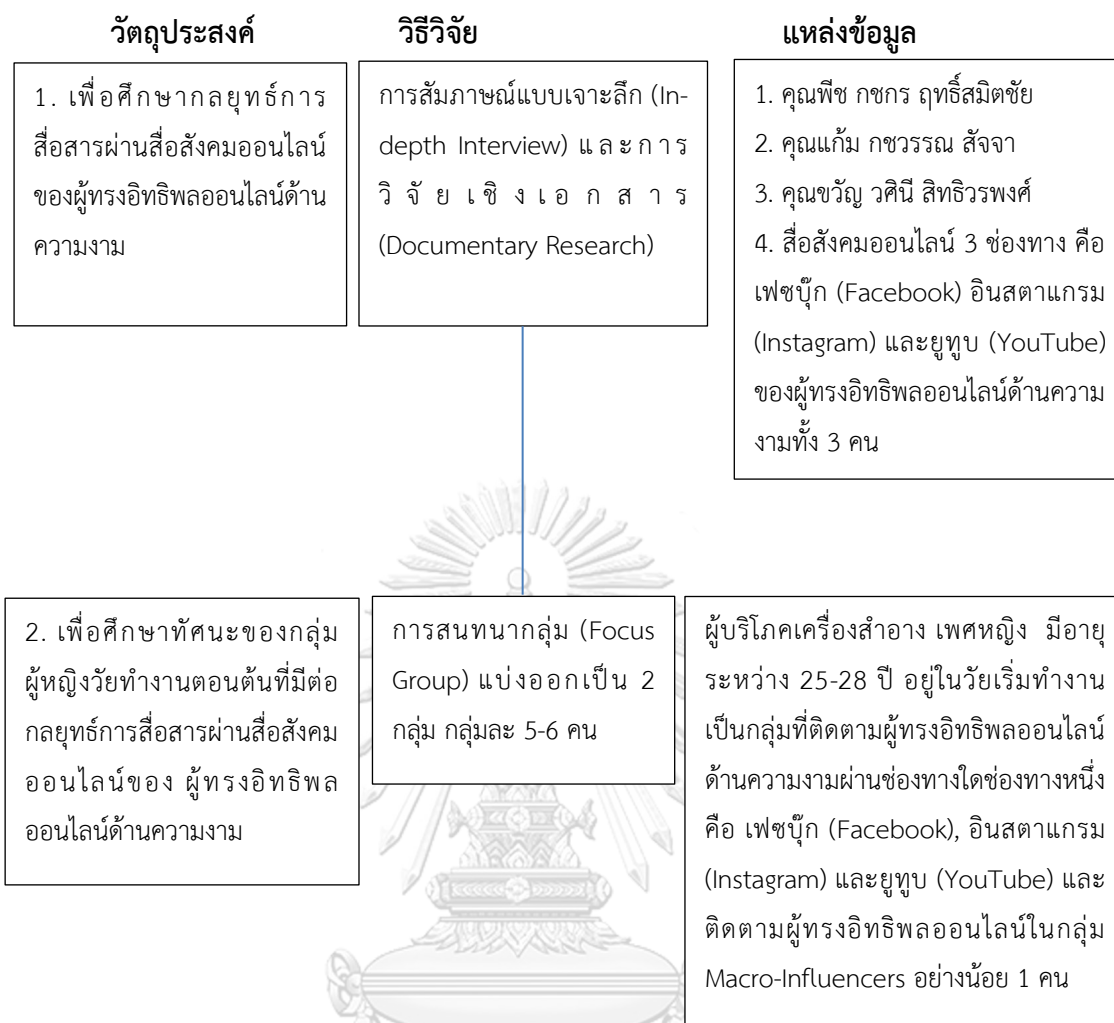 วัตถุประสงค์ วิธีวิจัย แหล่งข้อมูล
1. เพื่อศึกษากลยุทธ์การ
สื่อสารผ่านสื่อสังคมออนไลน์
ของผู้ทรงอิทธิพลออนไลน์ด้าน
ความงาม
การสัมภาษณ์แบบเจาะลึก (In-
depth Interview) และการ
วิจัยเชิงเอกสาร
(Documentary Research)
1. คุณพีช กชกร ฤทธิ์สมิตชัย
2. คุณแก้ม กชวรรณ สัจจา
3. คุณขวัญ วศินี สิทธิวรพงศ์
4. สื่อสังคมออนไลน์ 3 ช่องทาง คือ
เฟซบุ๊ก (Facebook) อินสตาแกรม
(Instagram) และยูทูบ (YouTube)
ของผู้ทรงอิทธิพลออนไลน์ด้านความ
งามทั้ง 3 คน
2. เพื่อศึกษาทัศนะของกลุ่ม
ผู้หญิงวัยทำงานตอนต้นที่มีต่อ
กลยุทธ์การสื่อสารผ่านสื่อสังคม
ออนไลน์ของ ผู้ทรงอิทธิพล
ออนไลน์ด้านความงาม
การสนทนากลุ่ม (Focus
Group) แบ่งออกเป็น 2
กลุ่ม กลุ่มละ 5-6 คน
ผู้บริโภคเครื่องสำอาง เพศหญิง มีอายุ
ระหว่าง 25-28 ปี อยู่ในวัยเริ่มทำงาน
เป็นกลุ่มที่ติดตามผู้ทรงอิทธิพลออนไลน์
ด้านความงามผ่านช่องทางใดช่องทางหนึ่ง
คือ เฟซบุ๊ก (Facebook), อินสตาแกรม
(Instagram) และยูทูบ (YouTube) และ
ติดตามผู้ทรงอิทธิพลออนไลน์ในกลุ่ม
Macro-Influencers อย่างน้อย 1 คน